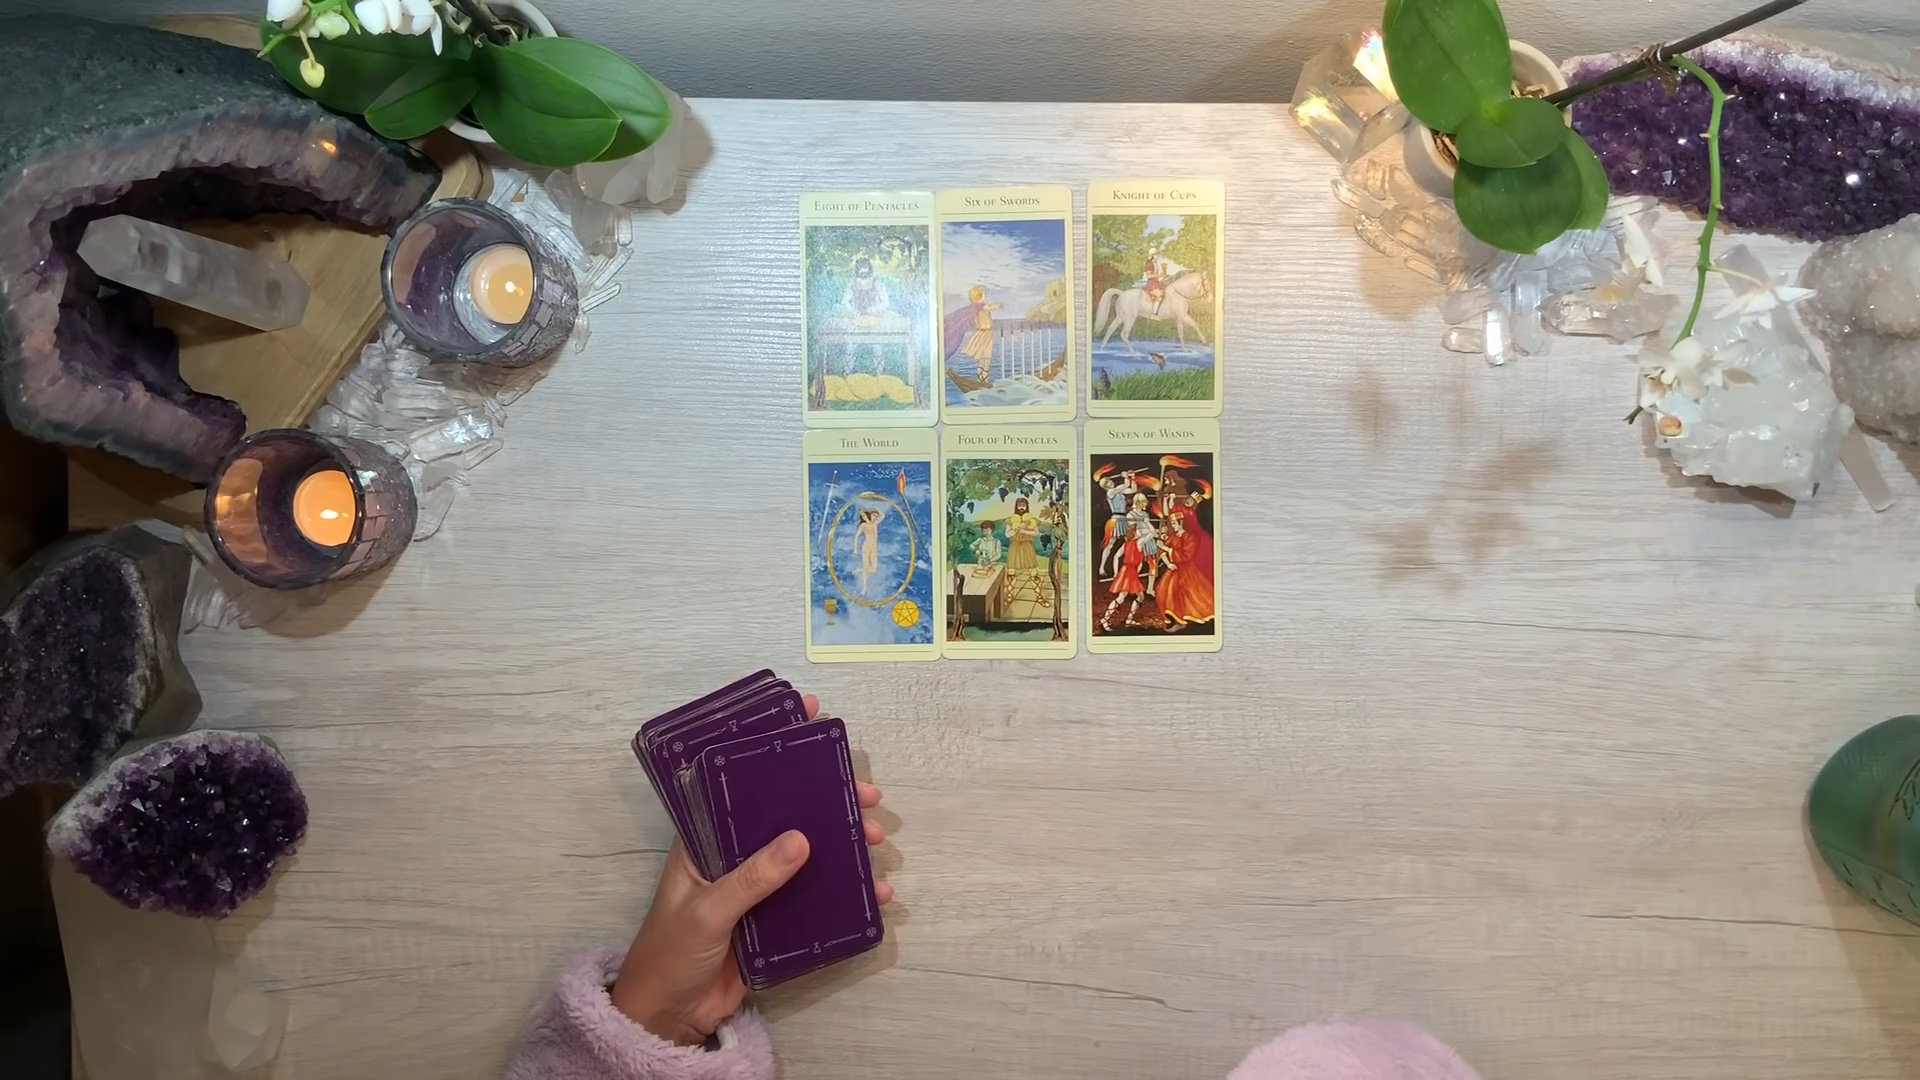 EIGHT OF PENTACLES
SIX OF SWORDS
KNIGHT OF CUPS
THE WORLD
FOUR OF PENTACLES
SEVEN OF WANDS